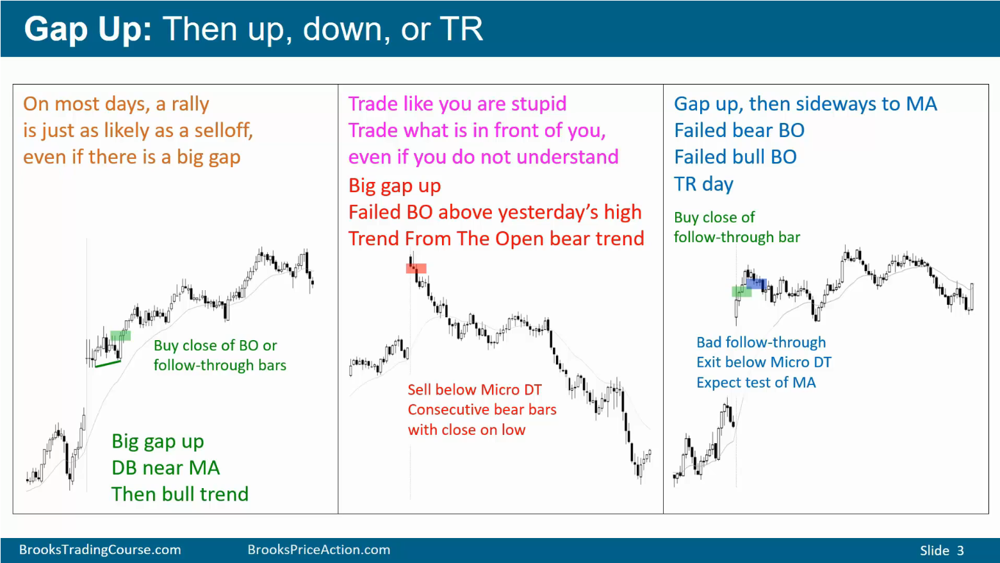 Gap Up: Then up, down, or TR
On most days, a rally
is just as likely as a selloff,
even if there is a big gap
Buy close of BO or
follow-through bars
Big gap up
DB near MA
Then bull trend
Trade like you are stupid
Trade what is in front of you,
even if you do not understand
Big gap up
Failed BO above yesterday's high
Trend From The Open bear trend
Sell below Micro DT
Consecutive bear bars
with close on low
Gap up, then sideways to MA
Failed bear BO
Failed bull BO
TR day
Buy close of
follow-through bar
Bad follow-through
Exit below Micro DT
Expect test of MA
BrooksTradingCourse.com
BrooksPriceAction.com
Slide 3